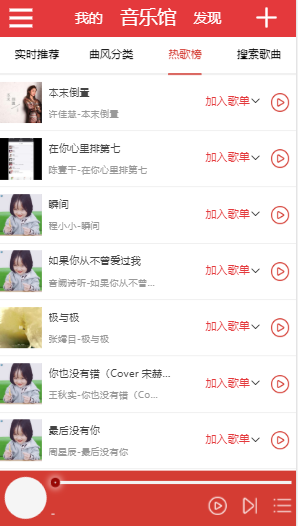 我的 音乐馆 发现
实时推荐 曲风分类 热歌榜 搜索歌曲
本末倒置
加入歌单
许佳慧-本末倒置
在你心里排第七
加入歌单
陈壹千-在你心里排第七
瞬间
加入歌单
程小小-瞬间
如果你从不曾爱过我
加入歌单
音阙诗听-如果你从不曾...
极与极
加入歌单
极与极
你也没有错（Cover 宋赫...
加入歌单
王秋实-你也没有错（Co...
最后没有你
加入歌单
周星辰-最后没有你